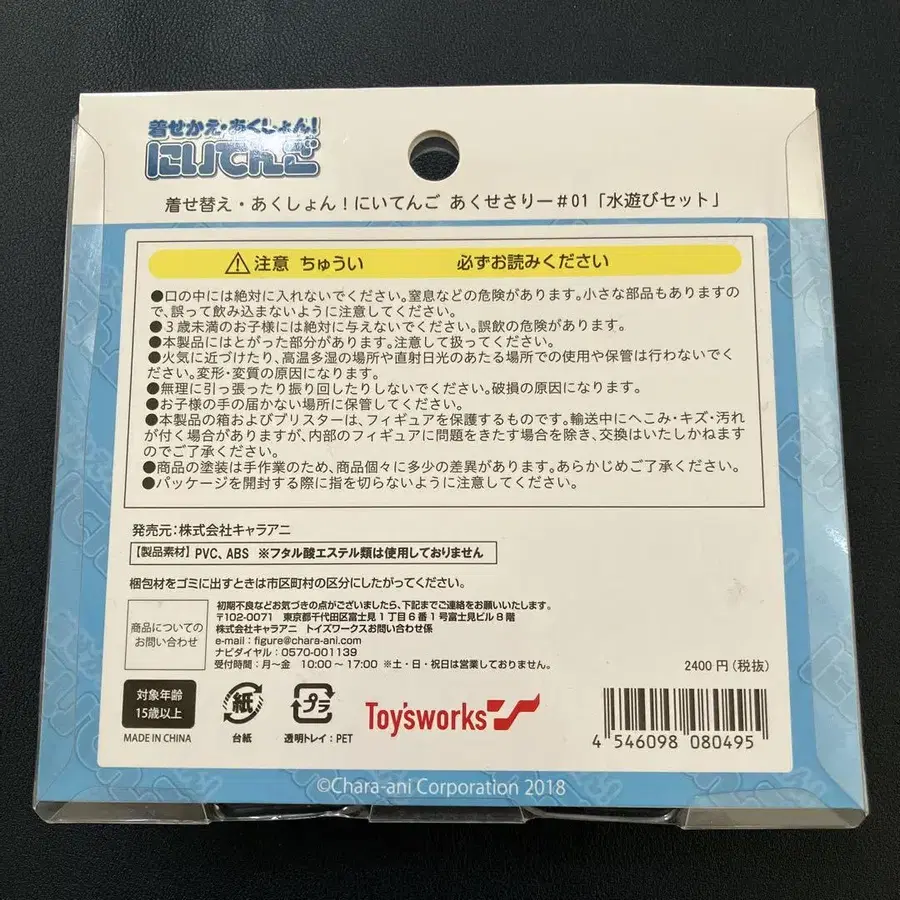 着せかえ・あくしょん!
にいてんご
着せ替え・あくしょん!にいてんご あくせさりー#01「水遊びセット」
注意 ちゅうい 必ずお読みください
●口の中には絶対に入れないでください。窒息などの危険があります。小さな部品もありますの
で、誤って飲み込まないように注意してください。
●3歳未満のお子様には絶対に与えないでください。誤飲の危険があります。
●本製品にはとがった部分があります。注意して扱ってください。
●火気に近づけたり、高温多湿の場所や直射日光のあたる場所での使用や保管は行わないでく
ださい。変形・変質の原因になります。
●無理に引っ張ったり振り回したりしないでください。破損の原因になります。
●お子様の手の届かない場所に保管してください。
●本製品の箱およびブリスターは、フィギュアを保護するものです。輸送中にへこみ・キズ・汚れ
が付く場合がありますが、内部のフィギュアに問題をきたす場合を除き、交換はいたしかねます
のでご了承ください。
●商品の塗装は手作業のため、商品個々に多少の差異があります。あらかじめご了承ください。
●パッケージを開封する際に指を切らないように注意してください。
発売元:株式会社キャラアニ
【製品素材】PVC、ABS ※フタル酸エステル類は使用しておりません
梱包材をゴミに出すときは市区町村の区分にしたがってください。
商品についての
お問い合わせ
初期不良などお気づきの点がございましたら、下記までご連絡をお願いいたします。
〒102-0071 東京都千代田区富士見1丁目6番1号富士見ビル8階
株式会社キャラアニ トイズワークスお問い合わせ係
e-mail : figure@chara-ani.com
ナビダイヤル : 0570-001139
受付時間 : 月〜金 10:00〜17:00 ※土・日・祝日は営業しておりません。
2400円(税抜)
対象年齢
15歳以上
MADE IN CHINA
紙
台紙
プラ
透明トレイ : PET
Toy'sworks
4 546098 080495
©Chara-ani Corporation 2018